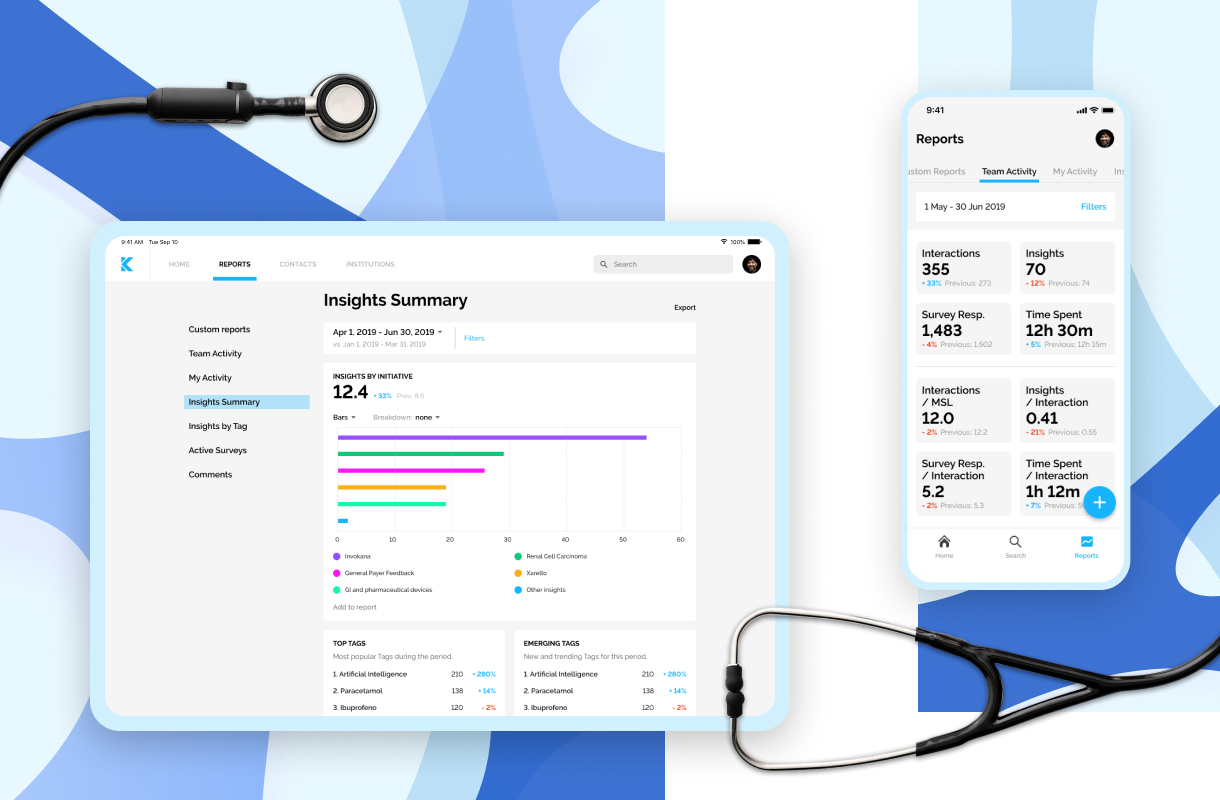 9:41 AM Tue Sep 10
100%
HOME REPORTS CONTACTS INSTITUTIONS
Search
Insights Summary
Export
Custom reports
Team Activity
My Activity
Insights Summary
Insights by Tag
Active Surveys
Comments
Apr 1, 2019 - Jun 30, 2019
vs. Jan 1, 2019 - Mar 31, 2019
Filters
INSIGHTS BY INITIATIVE
12.4 + 33% Prev: 8.6
Bars Breakdown: none
0 10 20 30 40 50 60
Invokana
Renal Cell Carcinoma
General Payer Feedback
Xarelto
GI and pharmaceutical devices
Other insights
Add to report
TOP TAGS
Most popular Tags during the period.
1. Artificial Intelligence 210 + 280%
2. Paracetamol 138 + 14%
3. Ibuprofeno 120 - 2%
EMERGING TAGS
New and trending Tags for this period.
1. Artificial Intelligence 210 + 280%
2. Paracetamol 138 + 14%
3. Ibuprofeno 120 - 2%
9:41
Reports
ustom Reports Team Activity My Activity Ins
1 May - 30 Jun 2019 Filters
Interactions
355
+ 33% Previous: 273
Insights
70
- 12% Previous: 74
Survey Resp.
1,483
- 4% Previous: 1,502
Time Spent
12h 30m
+ 5% Previous: 12h 15m
Interactions
/ MSL
12.0
- 2% Previous: 12.2
Insights
/ Interaction
0.41
- 21% Previous: 0.55
Survey Resp.
/ Interaction
5.2
- 2% Previous: 5.3
Time Spent
/ Interaction
1h 12m
+ 7% Previous:
Home Search Reports